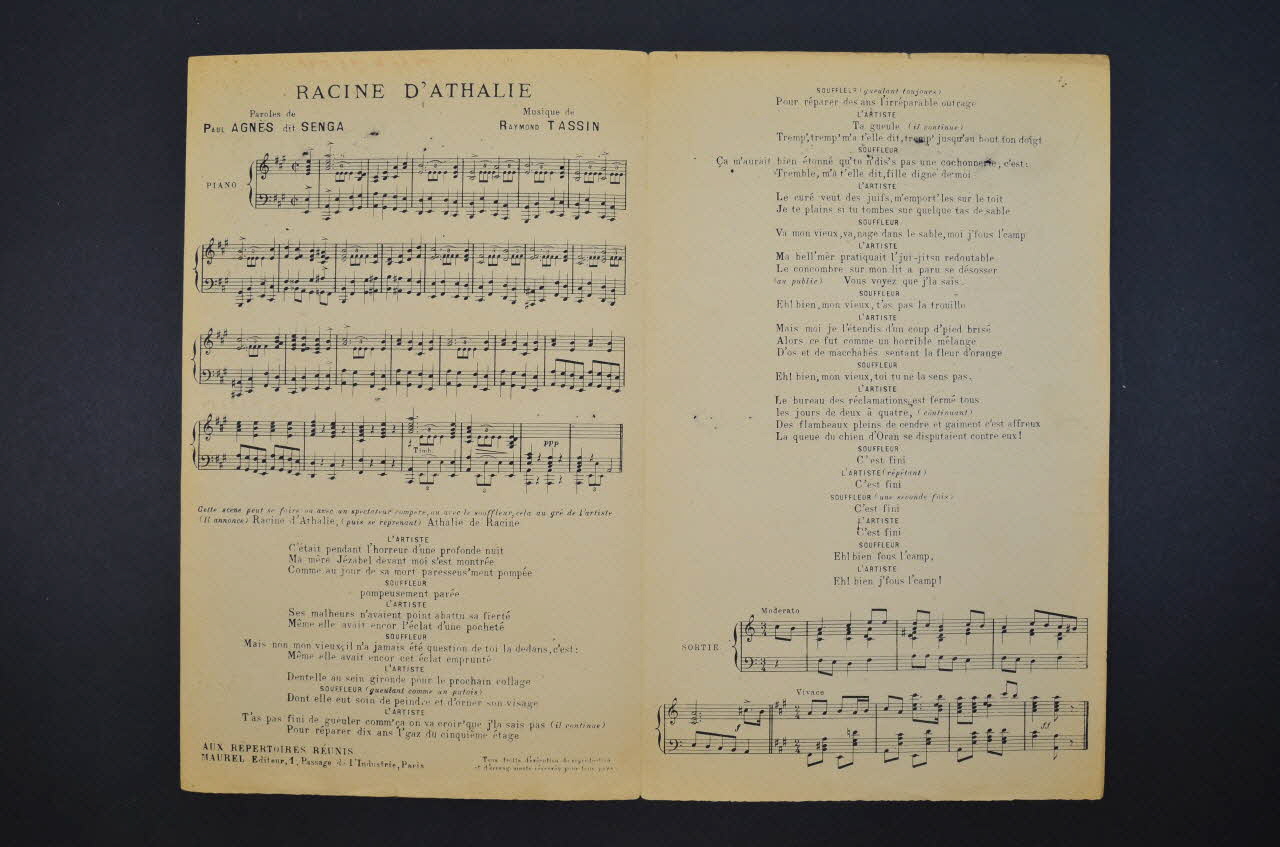 RACINE D'ATHALIE
Paroles de
PAUL AGNÈS dit SENGA
Musique de
RAYMOND TASSIN
PIANO
Timb.
ppp
Cette scène peut se faire ou avec un spectateur compère, ou avec le souffleur, cela au gré de l'artiste
(Il annonce) Racine d'Athalie, (puis se reprenant) Athalie de Racine
L'ARTISTE
C'était pendant l'horreur d'une profonde nuit
Ma mère Jézabel devant moi s'est montrée
Comme au jour de sa mort paresseus'ment pompée
SOUFFLEUR
pompeusement parée
L'ARTISTE
Ses malheurs n'avaient point abattu sa fierté
Même elle avait encor l'éclat d'une pocheté
SOUFFLEUR
Mais non mon vieux, il n'a jamais été question de toi la dedans, c'est:
Même elle avait encor cet éclat emprunté
L'ARTISTE
Dentelle au sein gironde pour le prochain collage
SOUFFLEUR (gueulant comme un putois)
Dont elle eut soin de peindre et d'orner son visage
L'ARTISTE
T'as pas fini de gueuler comm' ça on va croir' que j'la sais pas (il continue)
Pour réparer dix ans l'gaz du cinquième étage
AUX RÉPERTOIRES RÉUNIS
MAUREL Editeur, 1, Passage de l'Industrie, Paris
Tous droits d'exécution de reproduction
et d'arrangements réservés pour tous pays
SOUFFLEUR (gueulant toujours)
Pour réparer des ans l'irréparable outrage
L'ARTISTE
Ta gueule (il continue)
Tremp', tremp' m'a t'elle dit, tremp' jusqu'au bout ton doigt
SOUFFLEUR
Ça m'aurait bien étonné qu'tu n'dis's pas une cochonnerie, c'est:
Tremble, m'a t'elle dit, fille digne de moi
L'ARTISTE
Le curé veut des juifs, m'emport' les sur le toit
Je te plains si tu tombes sur quelque tas de sable
SOUFFLEUR
Va mon vieux, va, nage dans le sable, moi j'fous l'camp
L'ARTISTE
Ma bell'mèr pratiquait l'jui-jitsu redoutable
Le concombre sur mon lit a paru se désosser
(au public) Vous voyez que j'la sais.
SOUFFLEUR
Eh! bien, mon vieux, t'as pas la trouille
L'ARTISTE
Mais moi je l'étendis d'un coup d'pied brisé
Alors ce fut comme un horrible mélange
D'os et de macchabés sentant la fleur d'orange
SOUFFLEUR
Eh! bien, mon vieux, toi tu ne la sens pas.
L'ARTISTE
Le bureau des réclamations est fermé tous
les jours de deux à quatre, (continuant)
Des flambeaux pleins de cendre et gaiment c'est affreux
La queue du chien d'Oran se disputaient contre eux!
SOUFFLEUR
C'est fini
L'ARTISTE (répétant)
C'est fini
SOUFFLEUR (une seconde fois)
C'est fini
L'ARTISTE
C'est fini
SOUFFLEUR
Eh! bien fous l'camp.
L'ARTISTE
Eh! bien j'fous l'camp!
Moderato
SORTIE
Vivace
f
ff